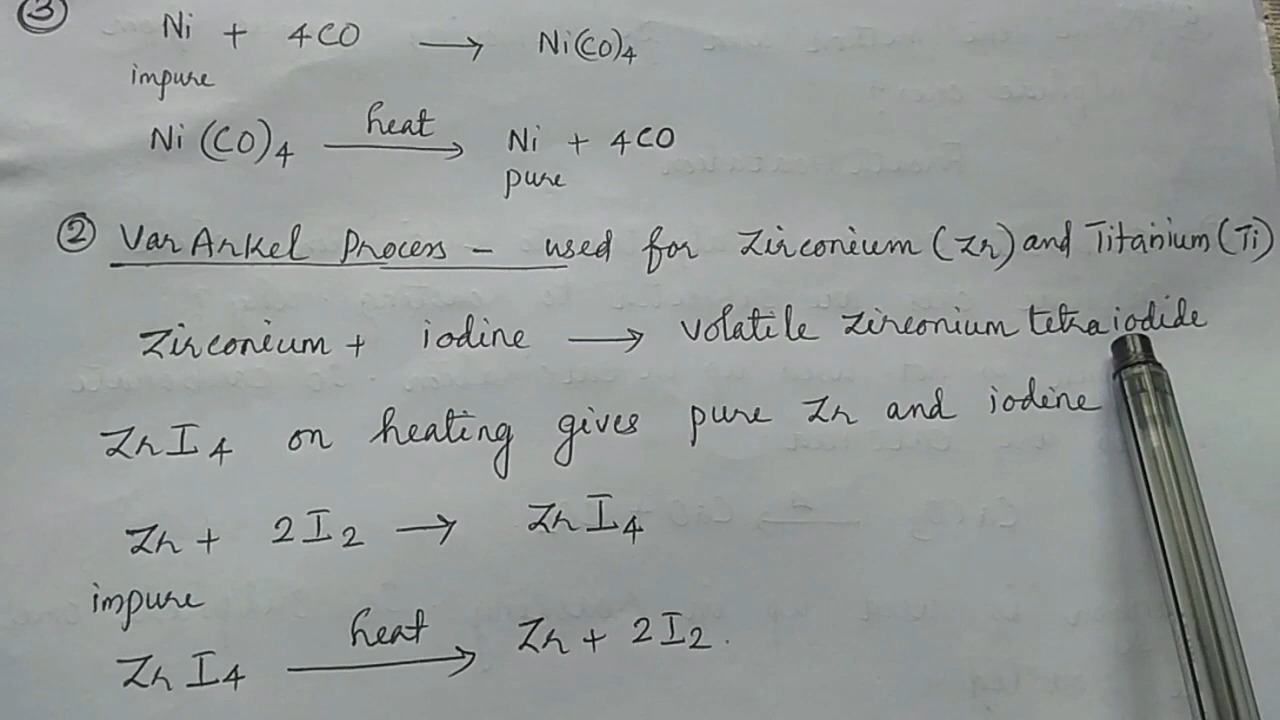 ③ Ni + 4CO ⟶ Ni(CO)4
impure
Ni (CO)4 heat⟶ Ni + 4CO
pure
② Var Arkel Process - used for Zirconium (Zr) and Titanium (Ti)
Zirconium + iodine ⟶ volatile zirconium tetraiodide
ZrI4 on heating gives pure Zr and iodine
Zr + 2I2 ⟶ ZrI4
impure
ZrI4 heat⟶ Zr + 2I2.